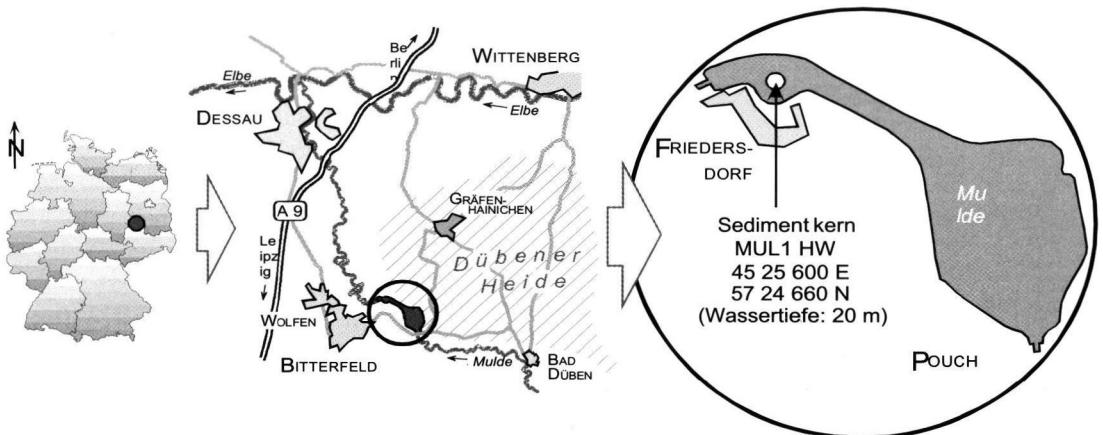 N
Elbe
DESSAU
Be
rli
n
WITTENBERG
Elbe
A 9
Le
ipz
ig
GRÄFEN-
HAINICHEN
Dübener
Heide
WOLFEN
BITTERFELD
Mulde
BAD
DÜBEN
FRIEDERS-
DORF
Mu
lde
Sediment kern
MUL1 HW
45 25 600 E
57 24 660 N
(Wassertiefe: 20 m)
POUCH